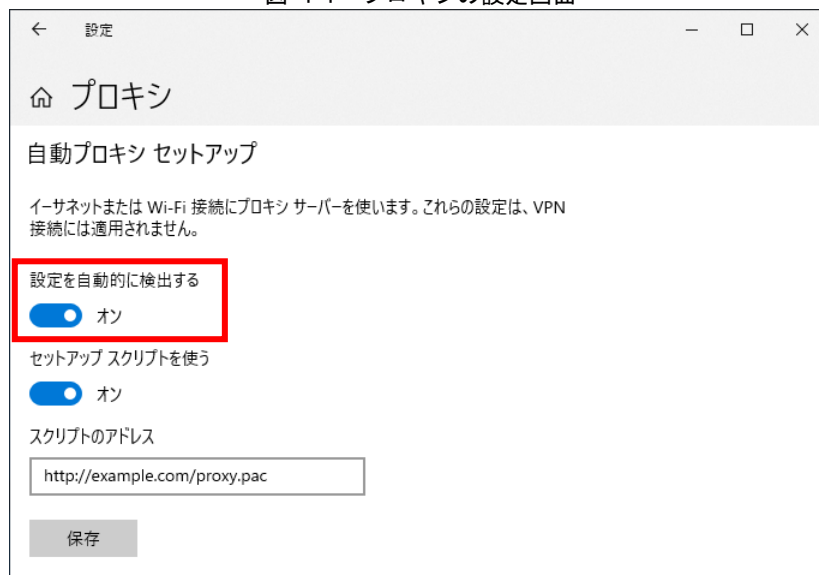 設定
プロキシ
自動プロキシ セットアップ
イーサネットまたは Wi-Fi 接続にプロキシ サーバーを使います。これらの設定は、VPN
接続には適用されません。
設定を自動的に検出する
オン
セットアップ スクリプトを使う
オン
スクリプトのアドレス
http://example.com/proxy.pac
保存